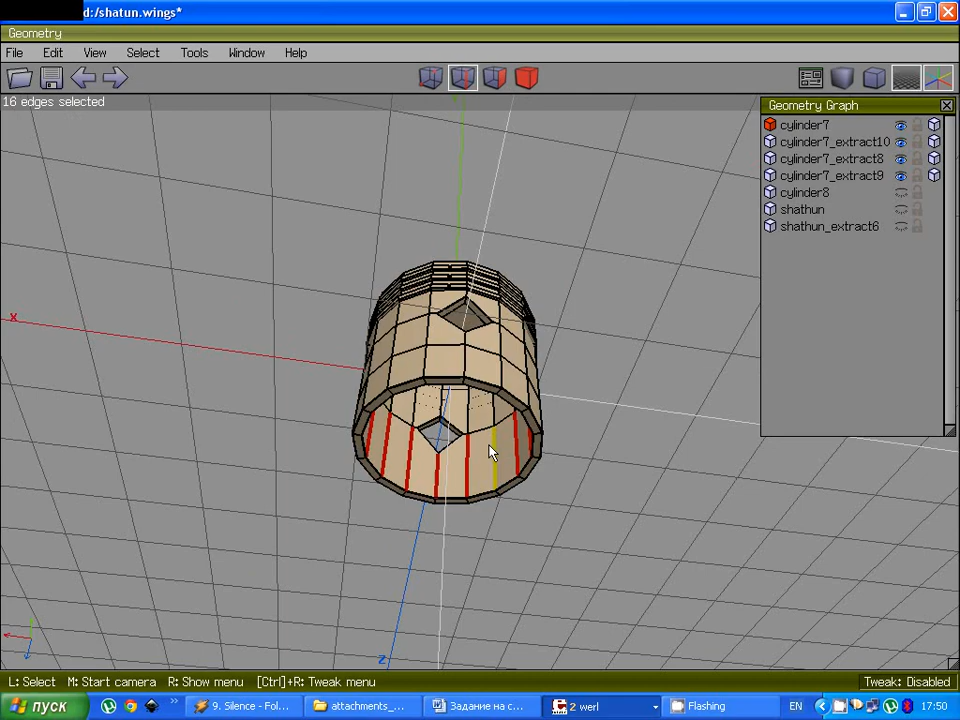 d:/shatun.wings*
Geometry
File Edit View Select Tools Window Help
16 edges selected
Geometry Graph
cylinder7
cylinder7_extract10
cylinder7_extract8
cylinder7_extract9
cylinder8
shathun
shathun_extract6
X
Z
L: Select M: Start camera R: Show menu [Ctrl]+R: Tweak menu
Tweak: Disabled
пуск
9. Silence - Fol...
attachments_...
Задание на с...
2 werl
Flashing
EN
17:50